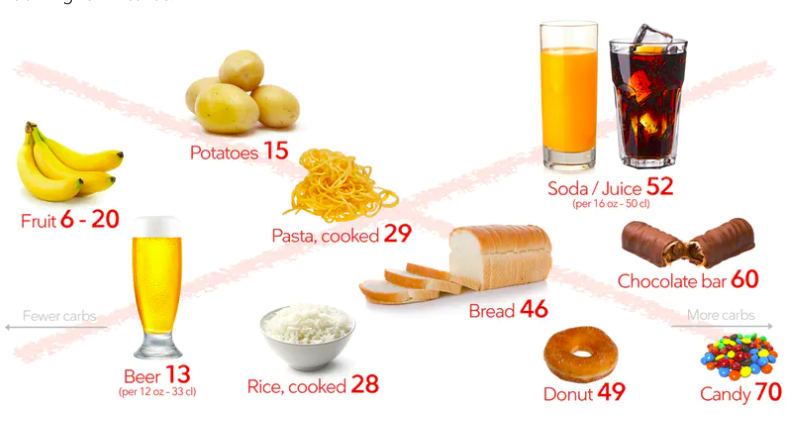 Potatoes 15
Soda / Juice 52
(per 16 oz - 50 cl)
Fruit 6 - 20
Pasta, cooked 29
Chocolate bar 60
Bread 46
Fewer carbs
More carbs
Beer 13
(per 12 oz - 33 cl)
Rice, cooked 28
Donut 49
Candy 70